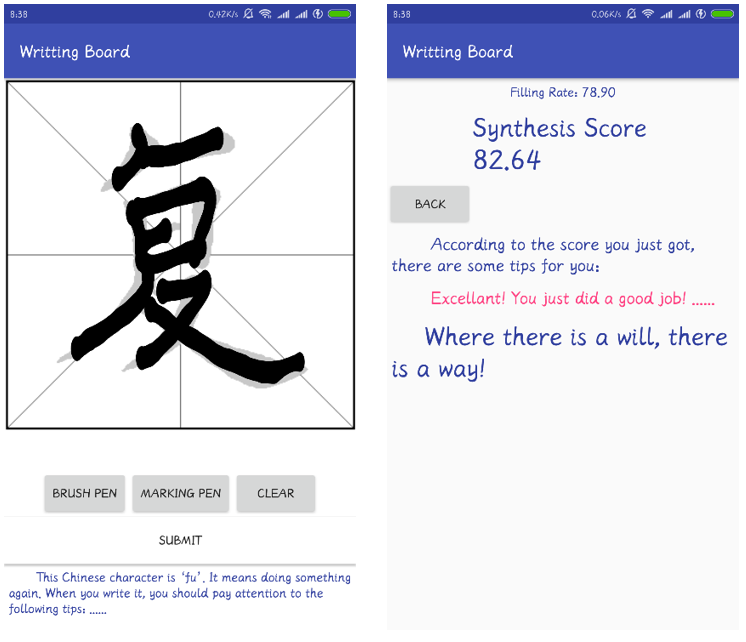 8:38 0.42K/s
Writting Board
复
BRUSH PEN MARKING PEN CLEAR
SUBMIT
This Chinese character is ‘fu’. It means doing something
again. When you write it, you should pay attention to the
following tips: ......
8:38 0.06K/s
Writting Board
Filling Rate: 78.90
Synthesis Score
82.64
BACK
According to the score you just got,
there are some tips for you:
Excellant! You just did a good job! ......
Where there is a will, there
is a way!